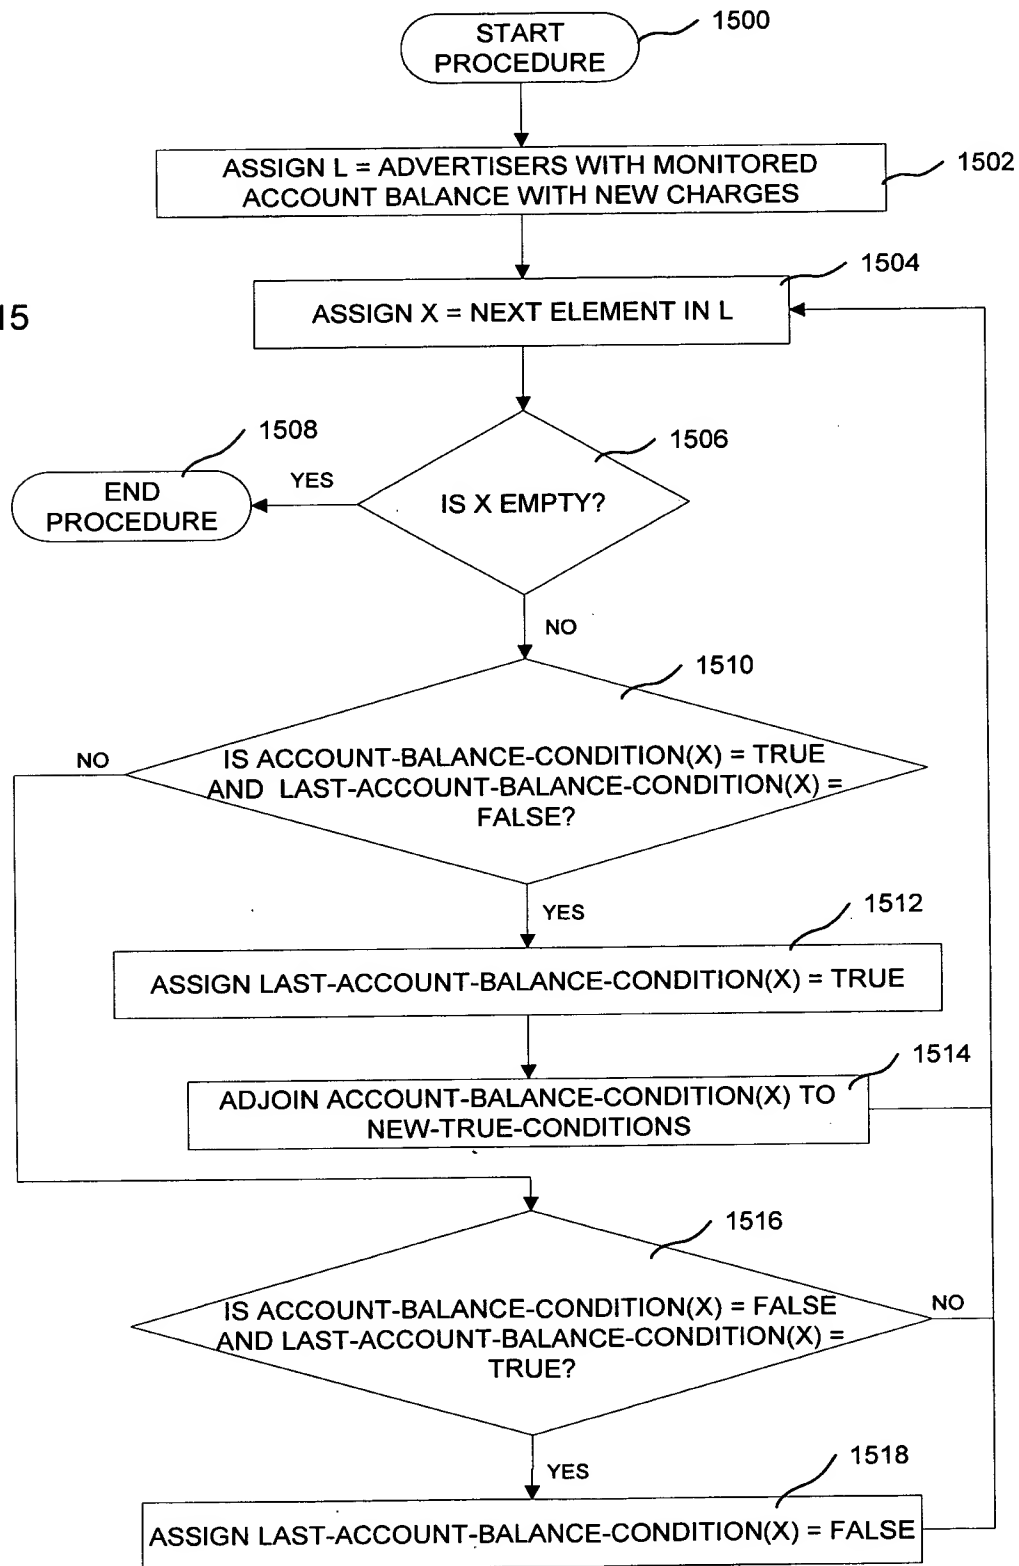 START
PROCEDURE
1500
ASSIGN L = ADVERTISERS WITH MONITORED
ACCOUNT BALANCE WITH NEW CHARGES
1502
1504
15
ASSIGN X = NEXT ELEMENT IN L
1508
1506
END
PROCEDURE
YES
IS X EMPTY?
NO
1510
NO
IS ACCOUNT-BALANCE-CONDITION(X) = TRUE
AND LAST-ACCOUNT-BALANCE-CONDITION(X) =
FALSE?
YES
1512
ASSIGN LAST-ACCOUNT-BALANCE-CONDITION(X) = TRUE
1514
ADJOIN ACCOUNT-BALANCE-CONDITION(X) TO
NEW-TRUE-CONDITIONS
1516
IS ACCOUNT-BALANCE-CONDITION(X) = FALSE
AND LAST-ACCOUNT-BALANCE-CONDITION(X) =
TRUE?
NO
YES
1518
ASSIGN LAST-ACCOUNT-BALANCE-CONDITION(X) = FALSE